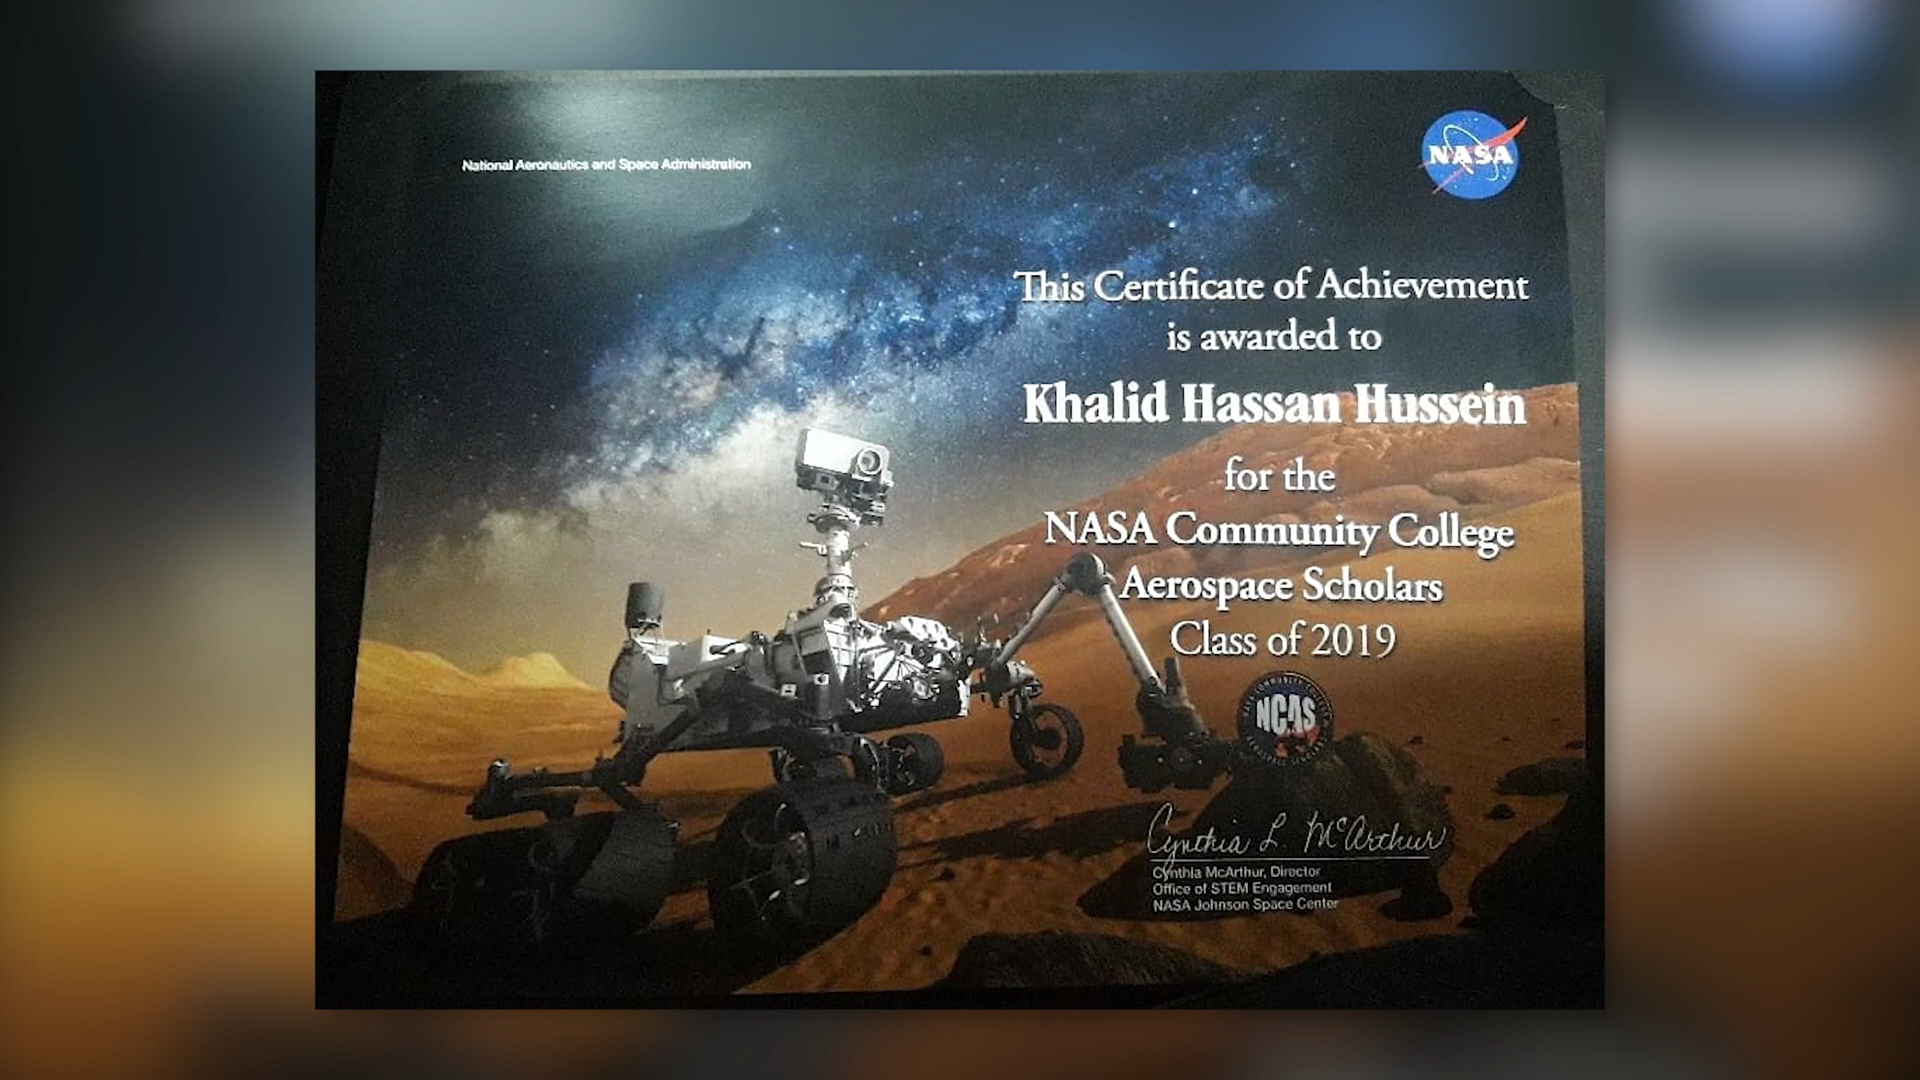 National Aeronautics and Space Administration
NASA
This Certificate of Achievement
is awarded to
Khalid Hassan Hussein
for the
NASA Community College
Aerospace Scholars
Class of 2019
NCAS
Cynthia L. McArthur
Cynthia McArthur, Director
Office of STEM Engagement
NASA Johnson Space Center